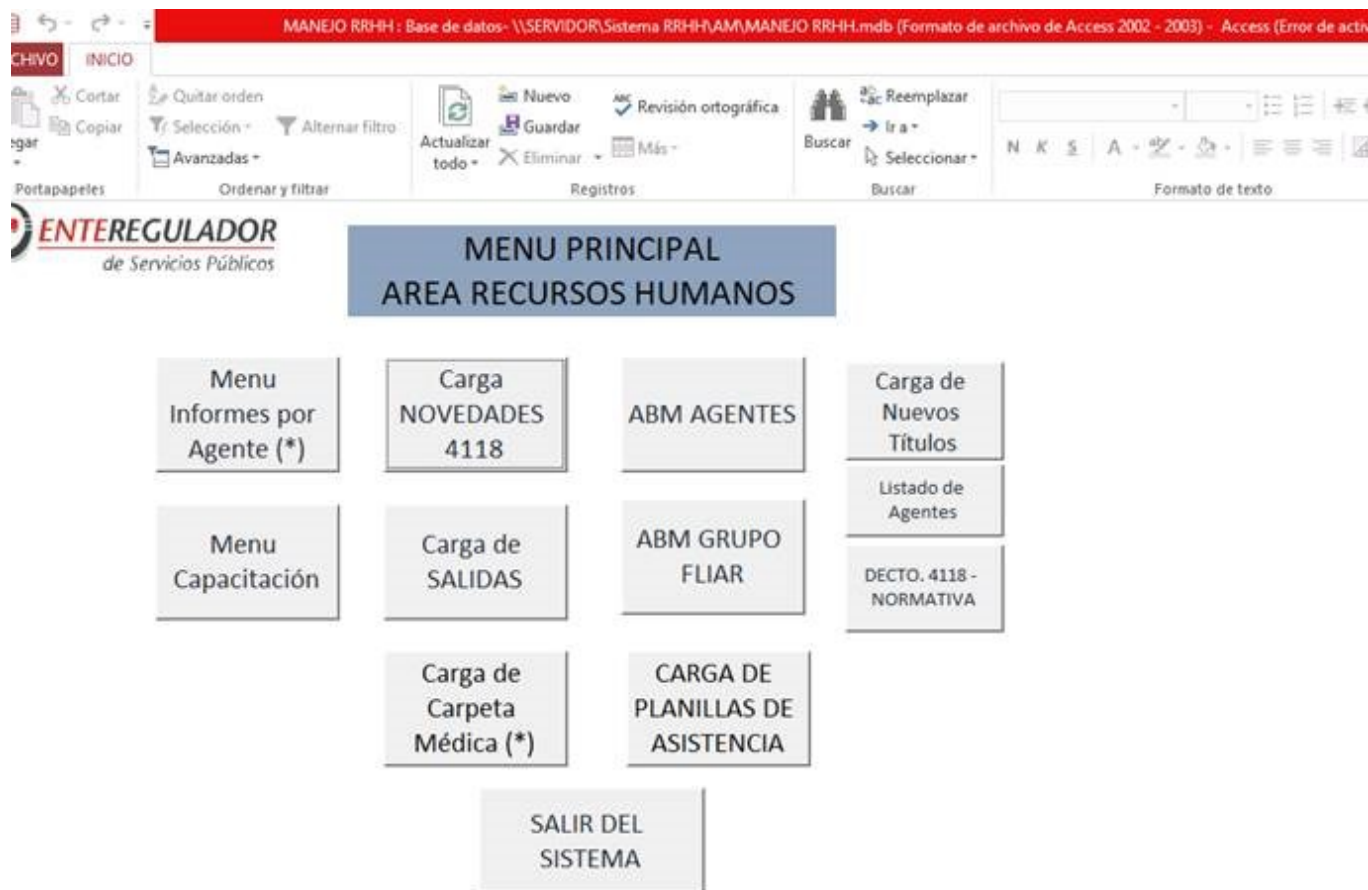 MANEJO RRHH : Base de datos- \\SERVIDOR\Sistema RRHH\AM\MANEJO RRHH.mdb (Formato de archivo de Access 2002 - 2003) - Access (Error de acti
CHIVO INICIO
Cortar
Copiar
egar
Portapapeles
Quitar orden
Selección
Alternar filtro
Avanzadas
Ordenar y filtrar
Actualizar
todo
Nuevo
Guardar
Eliminar
Revisión ortográfica
Más
Registros
Buscar
Reemplazar
Ir a
Seleccionar
Buscar
N K S A
Formato de texto
ENTEREGULADOR
de Servicios Públicos
MENU PRINCIPAL
AREA RECURSOS HUMANOS
Menu
Informes por
Agente (*)
Carga
NOVEDADES
4118
ABM AGENTES
Carga de
Nuevos
Títulos
Listado de
Agentes
Menu
Capacitación
Carga de
SALIDAS
ABM GRUPO
FLIAR
DECTO. 4118 -
NORMATIVA
Carga de
Carpeta
Médica (*)
CARGA DE
PLANILLAS DE
ASISTENCIA
SALIR DEL
SISTEMA